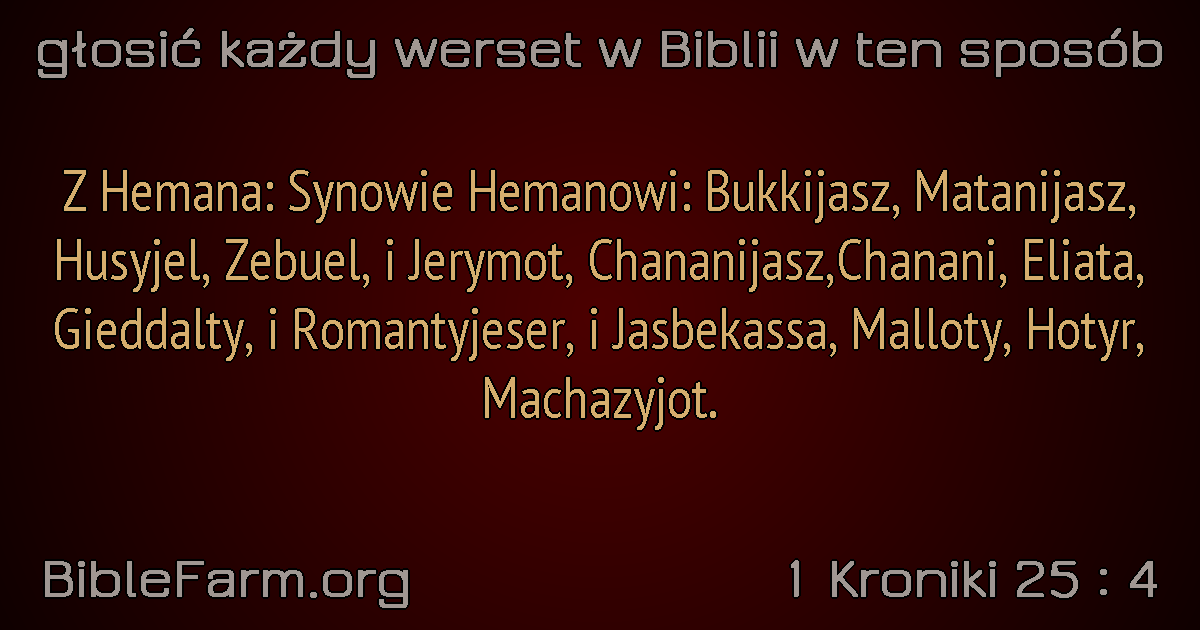 głosić każdy werset w Biblii w ten sposób
Z Hemana: Synowie Hemanowi: Bukkijasz, Matanijasz,
Husyjel, Zebuel, i Jerymot, Chananijasz,Chanani, Eliata,
Gieddalty, i Romantyjeser, i Jasbekassa, Malloty, Hotyr,
Machazyjot.
BibleFarm.org
1 Kroniki 25 : 4